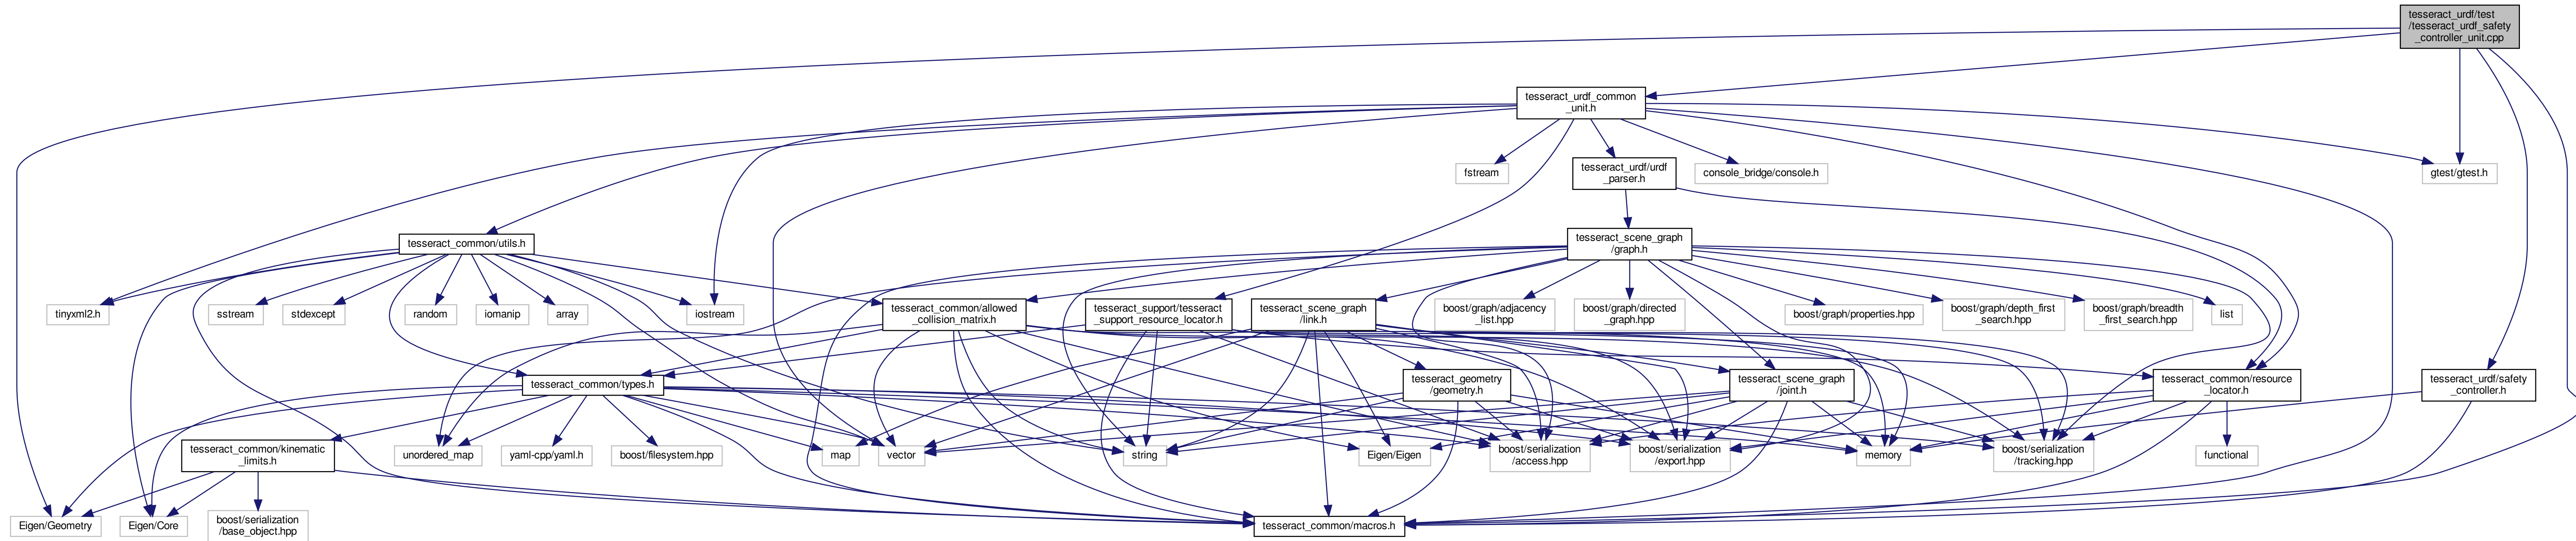 tesseract_urdf/test
/tesseract_urdf_safety
_controller_unit.cpp
tesseract_urdf_common
_unit.h
fstream
tesseract_urdf/urdf
_parser.h
console_bridge/console.h
gtest/gtest.h
tesseract_common/utils.h
tesseract_scene_graph
/graph.h
tinyxml2.h
sstream
stdexcept
random
iomanip
array
iostream
tesseract_common/allowed
_collision_matrix.h
tesseract_support/tesseract
_support_resource_locator.h
tesseract_scene_graph
/link.h
boost/graph/adjacency
_list.hpp
boost/graph/directed
_graph.hpp
boost/graph/properties.hpp
boost/graph/depth_first
_search.hpp
boost/graph/breadth
_first_search.hpp
list
tesseract_common/types.h
tesseract_geometry
/geometry.h
tesseract_scene_graph
/joint.h
tesseract_common/resource
_locator.h
tesseract_urdf/safety
_controller.h
tesseract_common/kinematic
_limits.h
unordered_map
yaml-cpp/yaml.h
boost/filesystem.hpp
map
vector
string
Eigen/Eigen
boost/serialization
/access.hpp
boost/serialization
/export.hpp
memory
boost/serialization
/tracking.hpp
functional
Eigen/Geometry
Eigen/Core
boost/serialization
/base_object.hpp
tesseract_common/macros.h